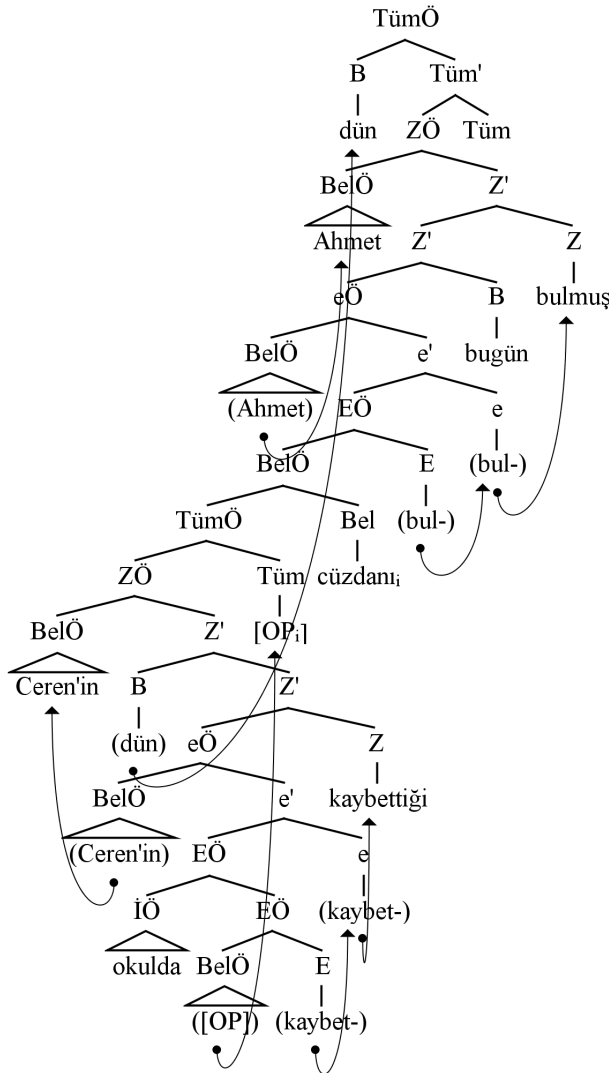 TümÖ
B Tüm'
dün ZÖ Tüm
BelÖ Z'
Ahmet Z' Z
eÖ B bulmuş
BelÖ e' bugün
(Ahmet) EÖ e
BelÖ E (bul-)
TümÖ Bel (bul-)
ZÖ Tüm cüzdanıᵢ
BelÖ Z' [OPᵢ]
Ceren'in B Z'
(dün) eÖ Z
BelÖ e' kaybettiği
(Ceren'in) EÖ e
İÖ EÖ (kaybet-)
okulda BelÖ E
([OP]) (kaybet-)